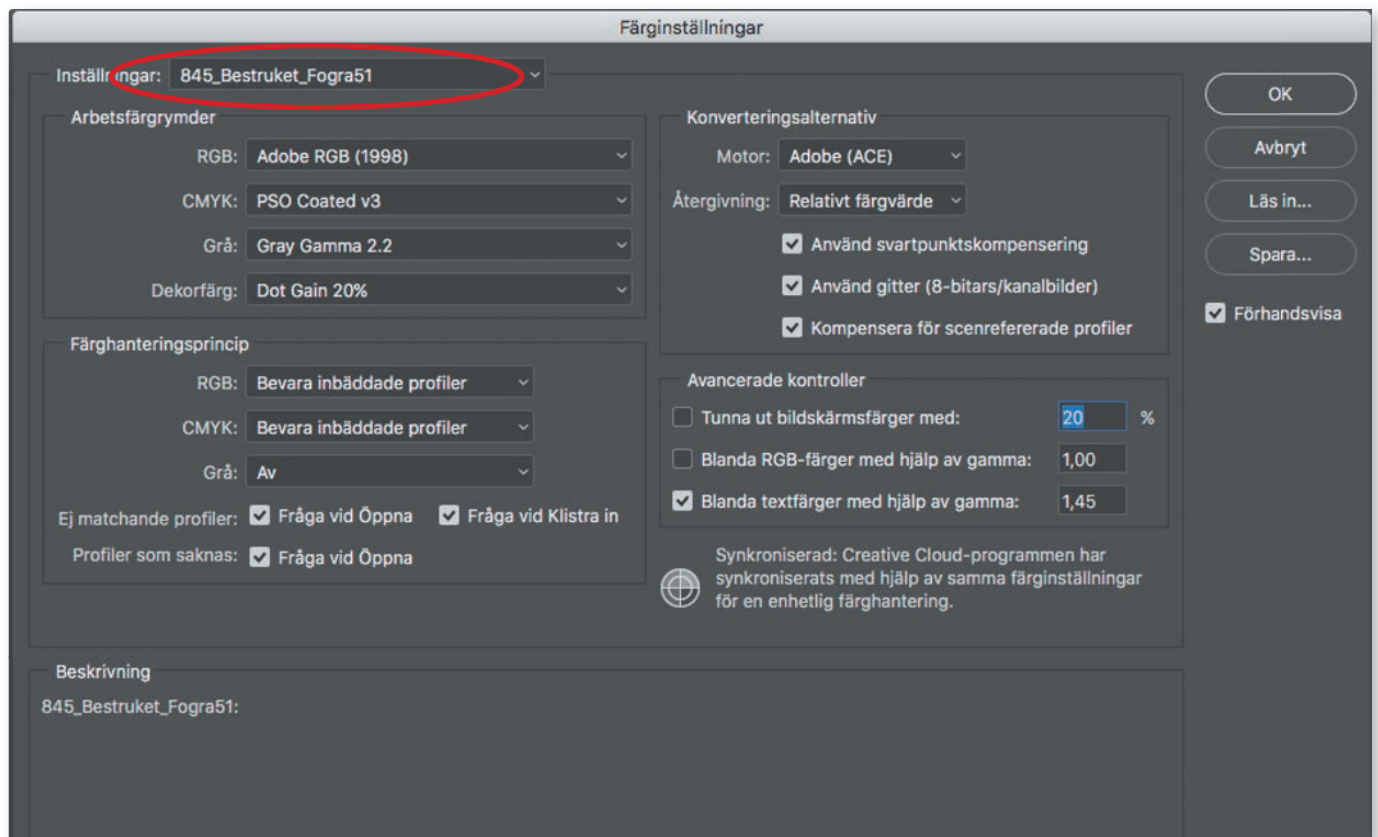 Färginställningar
Inställningar: 845_Bestruket_Fogra51
Arbetsfärgrymder
RGB: Adobe RGB (1998)
CMYK: PSO Coated v3
Grå: Gray Gamma 2.2
Dekorfärg: Dot Gain 20%
Färghanteringsprincip
RGB: Bevara inbäddade profiler
CMYK: Bevara inbäddade profiler
Grå: Av
Ej matchande profiler: Fråga vid Öppna Fråga vid Klistra in
Profiler som saknas: Fråga vid Öppna
Konverteringsalternativ
Motor: Adobe (ACE)
Återgivning: Relativt färgvärde
Använd svartpunktskompensering
Använd gitter (8-bitars/kanalbilder)
Kompensera för scenrefererade profiler
Avancerade kontroller
Tunna ut bildskärmsfärger med: 20 %
Blanda RGB-färger med hjälp av gamma: 1,00
Blanda textfärger med hjälp av gamma: 1,45
Synkroniserad: Creative Cloud-programmen har
synkroniserats med hjälp av samma färginställningar
för en enhetlig färghantering.
OK
Avbryt
Läs in...
Spara...
Förhandsvisa
Beskrivning
845_Bestruket_Fogra51: